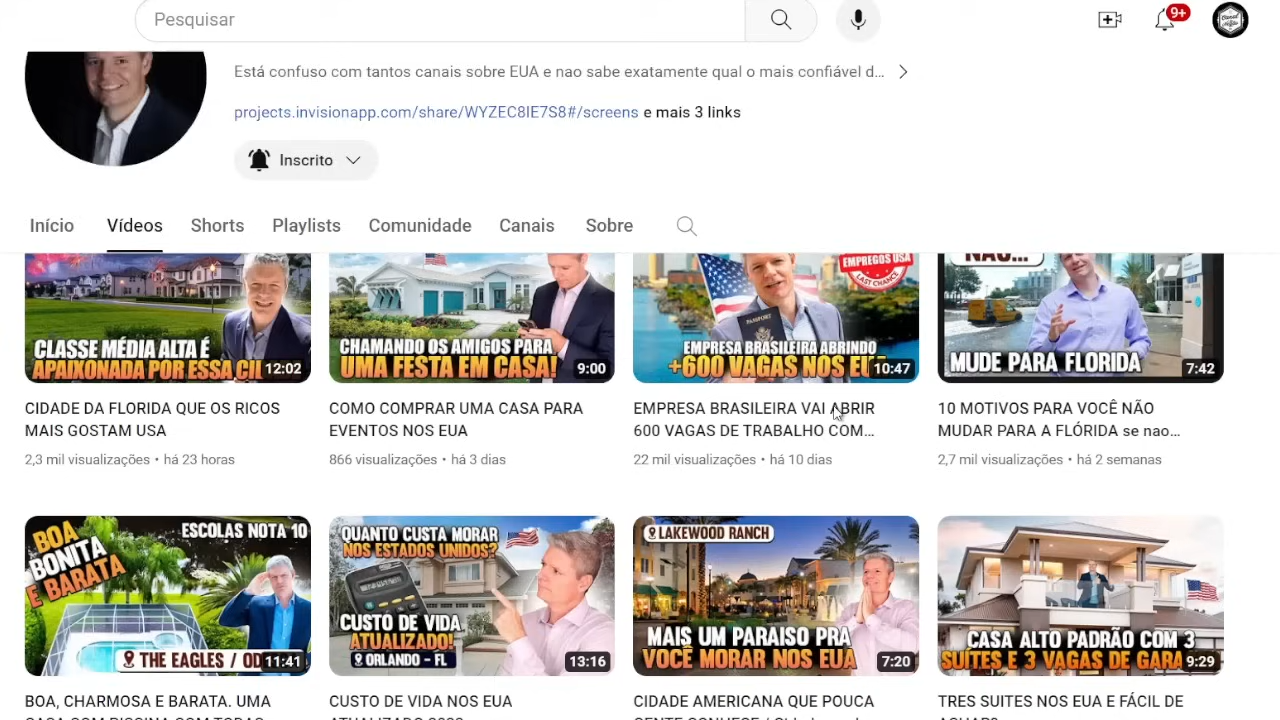 Pesquisar
9+
Está confuso com tantos canais sobre EUA e nao sabe exatamente qual o mais confiável d...
projects.invisionapp.com/share/WYZEC8IE7S8#/screens e mais 3 links
Inscrito
Início Vídeos Shorts Playlists Comunidade Canais Sobre
CLASSE MÉDIA ALTA É
APAIXONADA POR ESSA
12:02
CHAMANDO OS AMIGOS PARA
UMA FESTA EM CASA!
9:00
EMPREGOS USA
LAST CHANCE
PASSPORT
EMPRESA BRASILEIRA ABRINDO
+600 VAGAS NOS
10:47
NÃO...
MUDE PARA FLORIDA
7:42
CIDADE DA FLORIDA QUE OS RICOS
MAIS GOSTAM USA
2,3 mil visualizações • há 23 horas
COMO COMPRAR UMA CASA PARA
EVENTOS NOS EUA
866 visualizações • há 3 dias
EMPRESA BRASILEIRA VAI ABRIR
600 VAGAS DE TRABALHO COM...
22 mil visualizações • há 10 dias
10 MOTIVOS PARA VOCÊ NÃO
MUDAR PARA A FLÓRIDA se nao...
2,7 mil visualizações • há 2 semanas
BOA
BONITA
E BARATA
ESCOLAS NOTA 10
THE EAGLES /
11:41
QUANTO CUSTA MORAR
NOS ESTADOS UNIDOS?
CUSTO DE VIDA
ATUALIZADO!
ORLANDO - FL
13:16
LAKEWOOD RANCH
MAIS UM PARAISO PRA
VOCÊ MORAR NOS EUA
7:20
CASA ALTO PADRÃO COM 3
SUÍTES E 3 VAGAS DE
9:29
BOA, CHARMOSA E BARATA. UMA
CUSTO DE VIDA NOS EUA
CIDADE AMERICANA QUE POUCA
TRES SUITES NOS EUA E FÁCIL DE